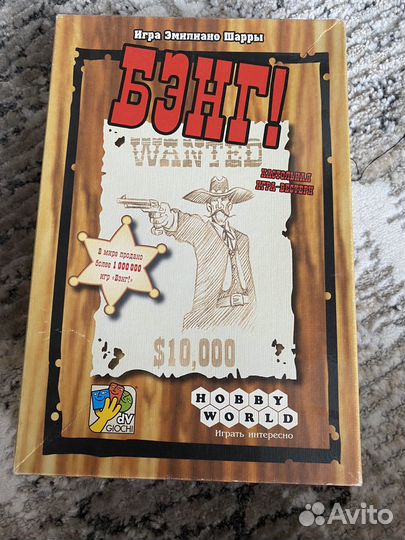 Игра Эмилиано Шарры
БЭНГ!
WANTED
НАСТОЛЬНАЯ
ИГРА-ВЕСТЕРН
В мире продано
более 1 000 000
игр «Бэнг!»
$10,000
dV
GIOCHI
HOBBY
WORLD
Играть интересно
Avito